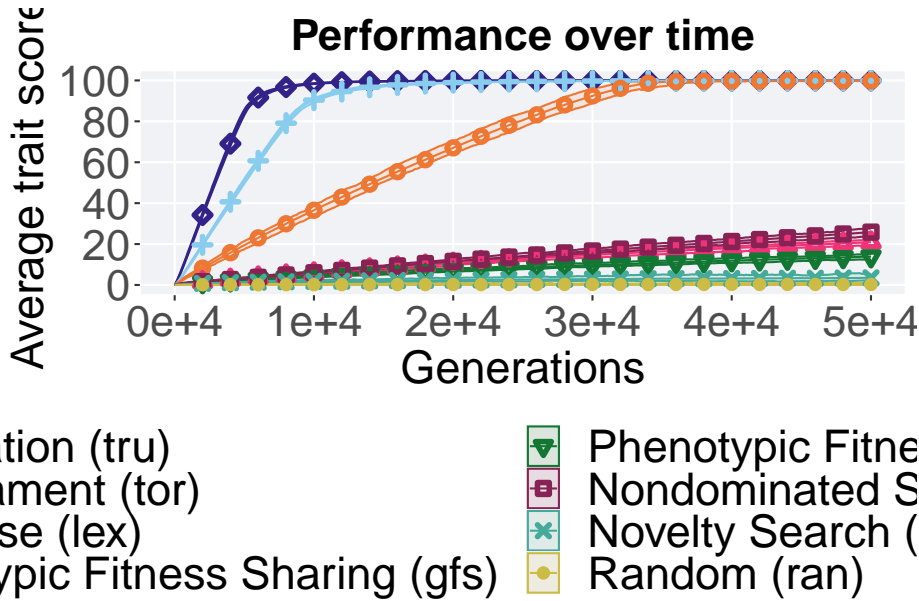 Performance over time
Average trait score
100
80
60
40
20
0
0e+4 1e+4 2e+4 3e+4 4e+4 5e+4
Generations
ation (tru)
ament (tor)
se (lex)
ypic Fitness Sharing (gfs)
Phenotypic Fitne
Nondominated S
Novelty Search (
Random (ran)